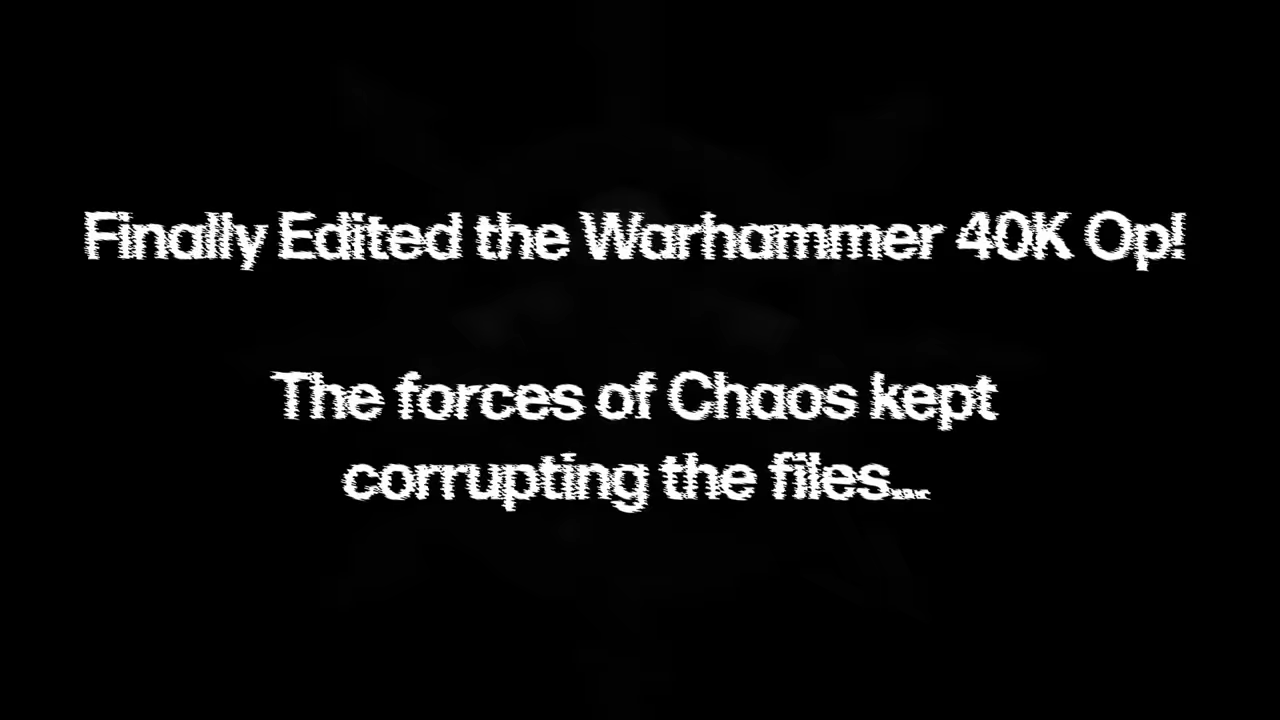 Finally Edited the Warhammer 40K Op!
The forces of Chaos kept
corrupting the files...